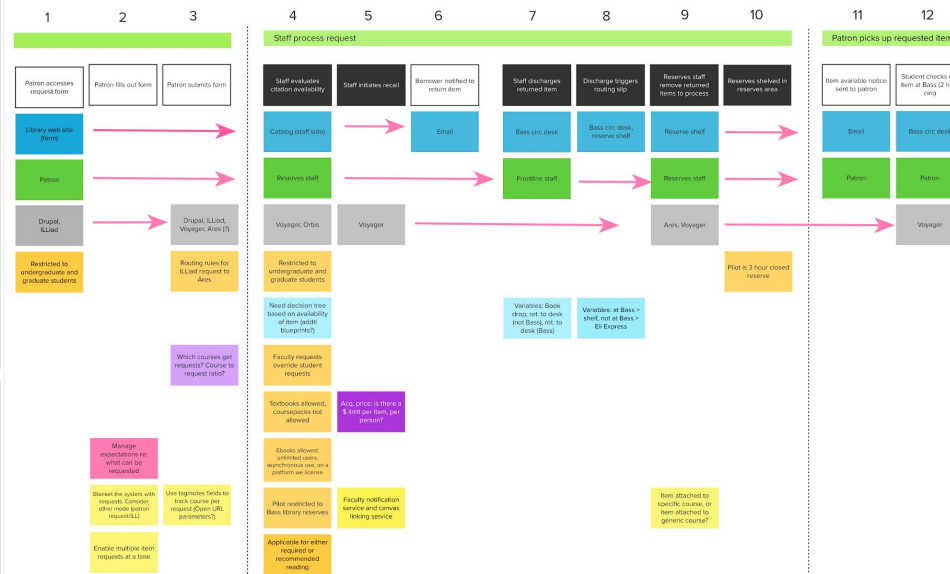 1 2 3 4 5 6 7 8 9 10 11 12
Staff process request
Patron picks up requested item
Patron accesses
request form
Patron fills out form
Patron submits form
Staff evaluates
citation availability
Staff initiates recall
Borrower notified to
return item
Staff discharges
returned item
Discharge triggers
routing slip
Reserves staff
remove returned
items to process
Reserves shelved in
reserves area
Item available notice
sent to patron
Student checks
item at Bass (2 h
circ)
Library web site
(form)
Catalog (staff side)
Email
Bass circ desk
Bass circ desk,
reserve shelf
Reserve shelf
Email
Bass circ desk
Patron
Reserves staff
Frontline staff
Reserves staff
Patron
Patron
Drupal,
ILLiad
Drupal, ILLiad,
Voyager, Ares (?)
Voyager, Orbis
Voyager
Ares, Voyager
Voyager
Restricted to
undergraduate and
graduate students
Routing rules for
ILLIad request to
Ares
Restricted to
undergraduate and
graduate students
Pilot is 3 hour closed
reserve
Need decision tree
based on availability
of item (addtl
blueprints?)
Variables: Book
drop, ret. to desk
(not Bass), ret. to
desk (Bass)
Variables: at Bass >
shelf, not at Bass >
Eli Express
Which courses get
requests? Course to
request ratio?
Faculty requests
override student
requests
Textbooks allowed,
coursepacks not
allowed
Acq. price: is there a
$ limit per item, per
person?
Manage
expectations re:
what can be
requested
Ebooks allowed:
unlimited users,
asynchronous use, on a
platform we license
Blanket the system with
requests. Consider
other mode (patron
request/ILL)
Use tag/notes fields to
track course per
request (Open URL
parameters?)
Pilot restricted to
Bass library reserves
Faculty notification
service and canvas
linking service
Item attached to
specific course, or
item attached to
generic course?
Enable multiple item
requests at a time
Applicable for either
required or
recommended
reading